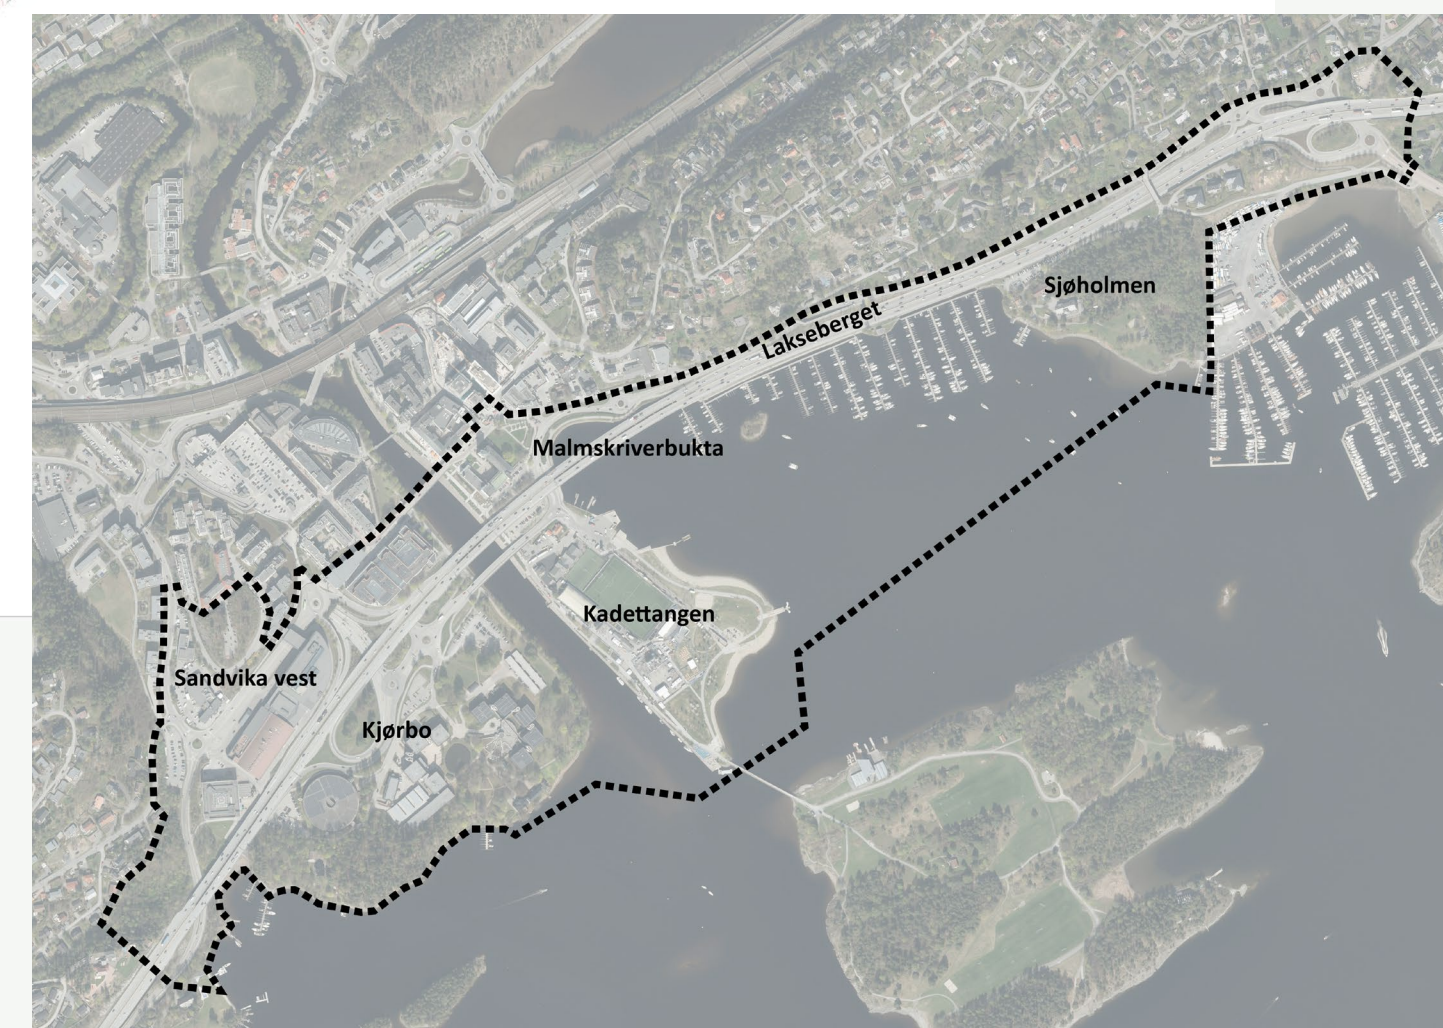 Sjøholmen
Lakseberget
Malmskriverbukta
Kadettangen
Sandvika vest
Kjørbo